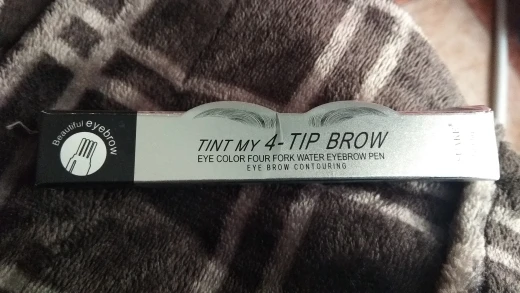 Beautiful eyebrow
TINT MY 4-TIP BROW
EYE COLOR FOUR FORK WATER EYEBROW PEN
EYE BROW CONTOURING